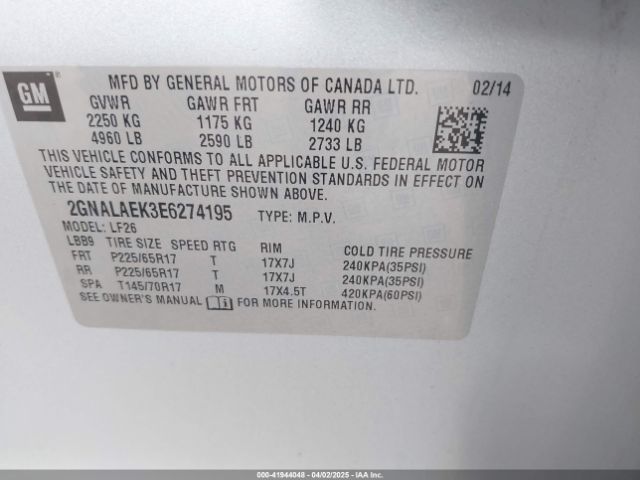 GM
MFD BY GENERAL MOTORS OF CANADA LTD. 02/14
GVWR GAWR FRT GAWR RR
2250 KG 1175 KG 1240 KG
4960 LB 2590 LB 2733 LB
THIS VEHICLE CONFORMS TO ALL APPLICABLE U.S. FEDERAL MOTOR
VEHICLE SAFETY AND THEFT PREVENTION STANDARDS IN EFFECT ON
THE DATE OF MANUFACTURE SHOWN ABOVE
2GNALAEK3E6274195 TYPE: M.P.V.
MODEL: LF26
LBB9 TIRE SIZE SPEED RTG RIM COLD TIRE PRESSURE
FRT P225/65R17 T 17X7J 240KPA(35PSI)
RR P225/65R17 T 17X7J 240KPA(35PSI)
SPA T145/70R17 M 17X4.5T 420KPA(60PSI)
SEE OWNER'S MANUAL FOR MORE INFORMATION.
000-41944048 - 04/02/2025 - IAA Inc.